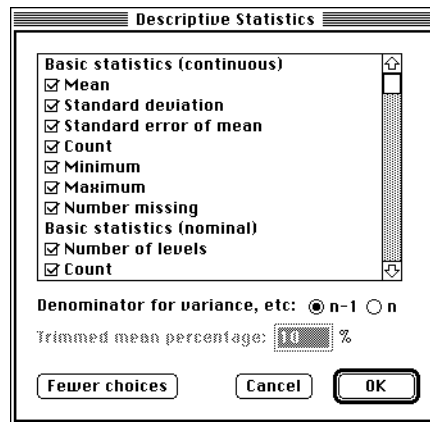 Descriptive Statistics
Basic statistics (continuous)
Mean
Standard deviation
Standard error of mean
Count
Minimum
Maximum
Number missing
Basic statistics (nominal)
Number of levels
Count
Denominator for variance, etc: n-1 n
Trimmed mean percentage: 10 %
Fewer choices Cancel OK